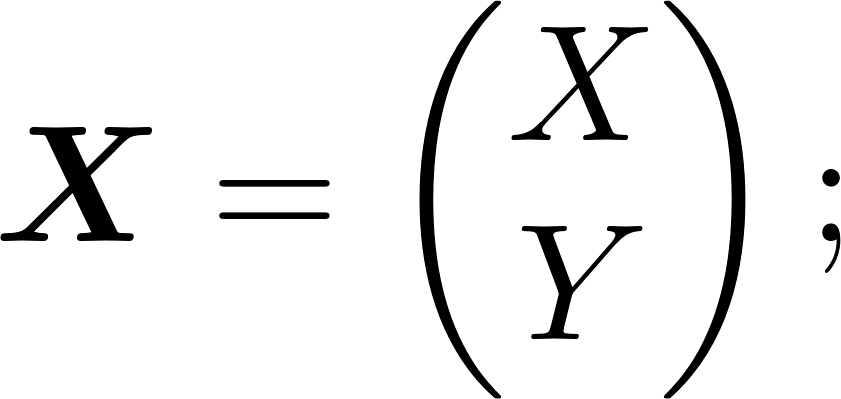 𝑿 = (X
Y) ;